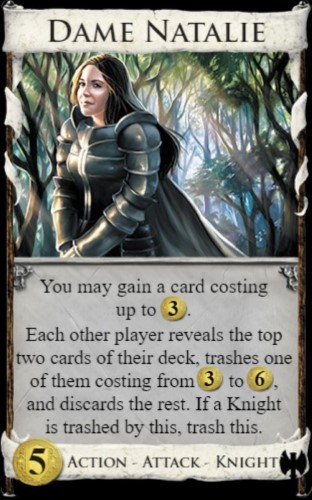 DAME NATALIE
You may gain a card costing
up to 3.
Each other player reveals the top
two cards of their deck, trashes one
of them costing from 3 to 6,
and discards the rest. If a Knight
is trashed by this, trash this.
5 ACTION - ATTACK - KNIGHT